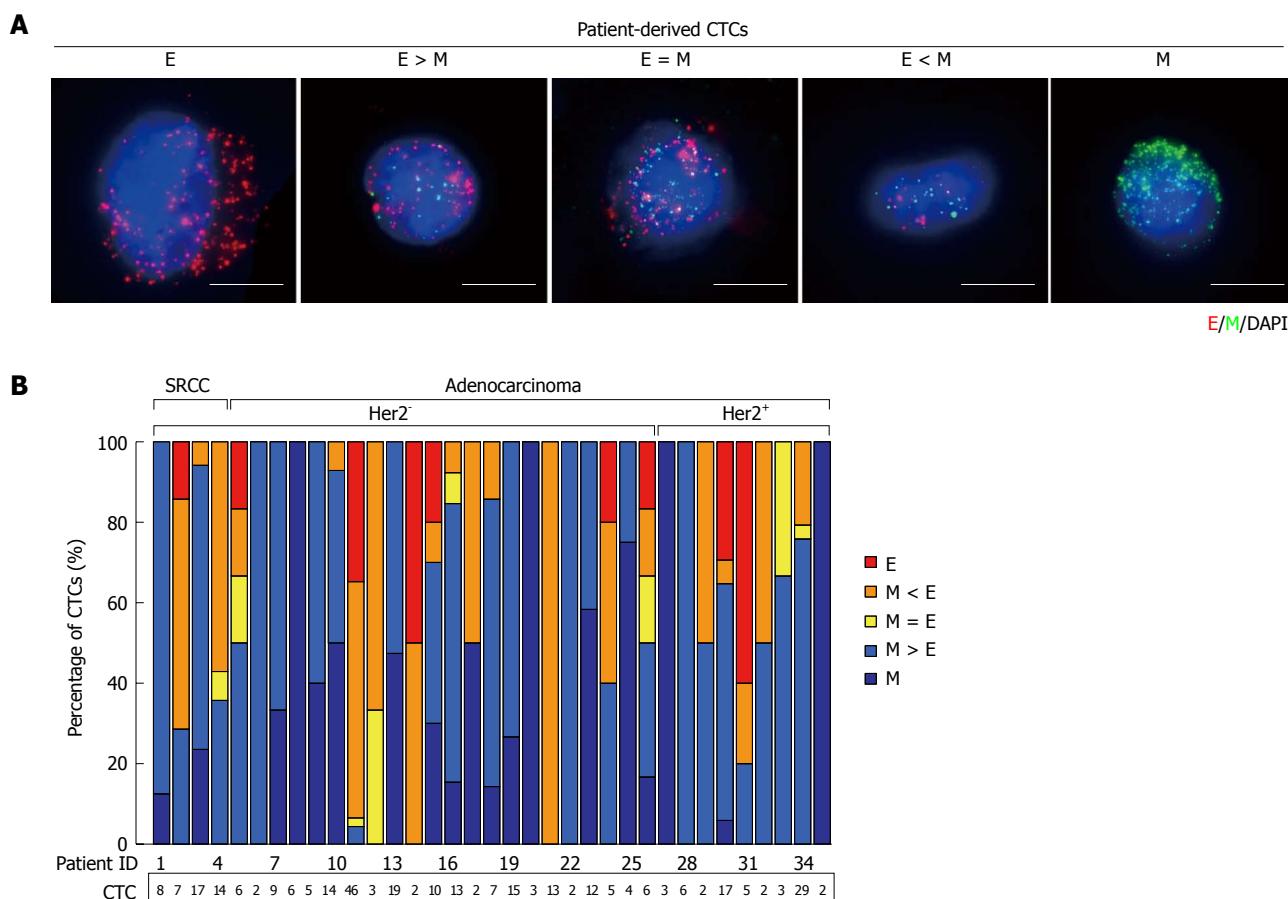 A
Patient-derived CTCs
E E > M E = M E < M M
E/M/DAPI
B
SRCC Adenocarcinoma
Her2⁻ Her2⁺
Percentage of CTCs (%)
100
80
60
40
20
0
E
M < E
M = E
M > E
M
Patient ID 1 4 7 10 13 16 19 22 25 28 31 34
CTC 8 7 17 14 6 2 9 6 5 14 46 3 19 2 10 13 2 7 15 3 13 2 12 5 4 6 3 6 2 17 5 2 3 29 2